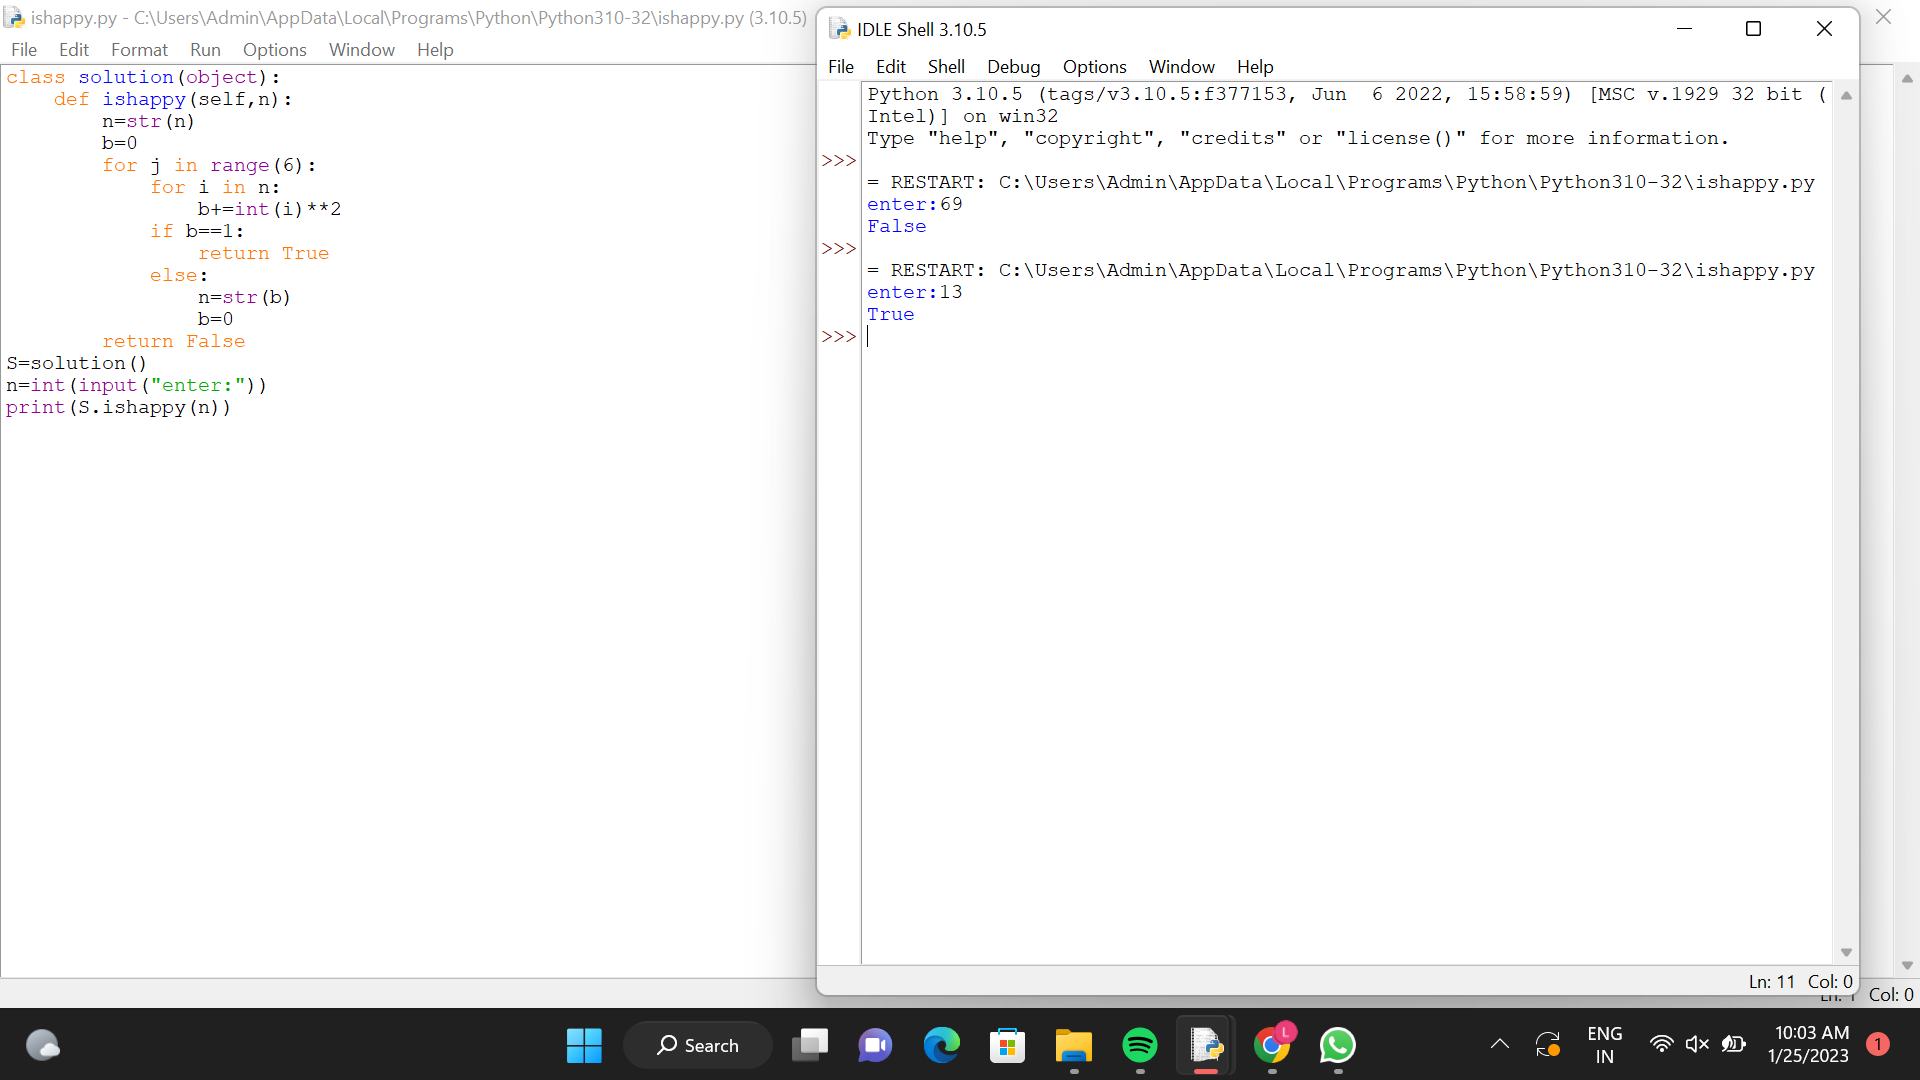 ishappy.py - C:\Users\Admin\AppData\Local\Programs\Python\Python310-32\ishappy.py (3.10.5)
File Edit Format Run Options Window Help
class solution(object):
    def ishappy(self,n):
        n=str(n)
        b=0
        for j in range(6):
            for i in n:
                b+=int(i)**2
            if b==1:
                return True
            else:
                n=str(b)
                b=0
        return False
S=solution()
n=int(input("enter:"))
print(S.ishappy(n))
IDLE Shell 3.10.5
File Edit Shell Debug Options Window Help
Python 3.10.5 (tags/v3.10.5:f377153, Jun  6 2022, 15:58:59) [MSC v.1929 32 bit (
Intel)] on win32
Type "help", "copyright", "credits" or "license()" for more information.
>>>
= RESTART: C:\Users\Admin\AppData\Local\Programs\Python\Python310-32\ishappy.py
enter:69
False
>>>
= RESTART: C:\Users\Admin\AppData\Local\Programs\Python\Python310-32\ishappy.py
enter:13
True
>>>
Ln: 11 Col: 0
Ln: 1 Col: 0
Search
L
ENG
IN
10:03 AM
1/25/2023
1